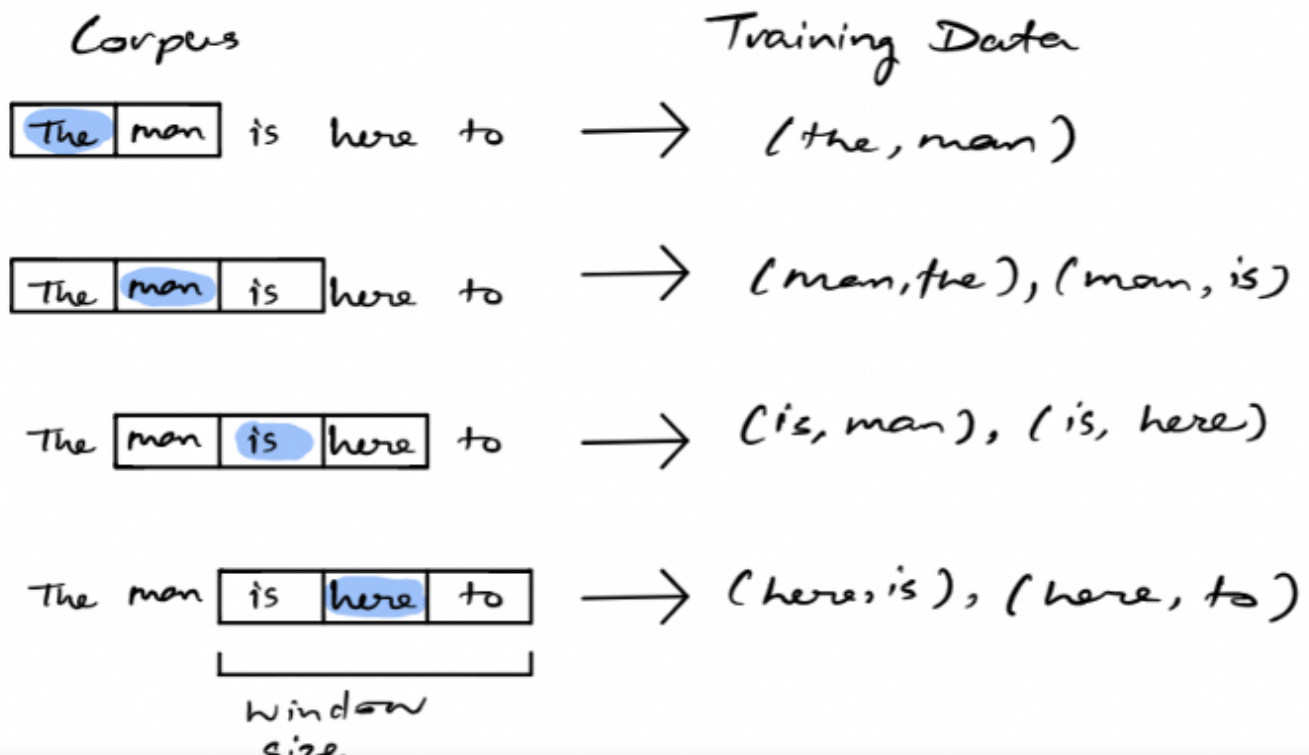 Corpus Training Data
The man is here to → (the, man)
The man is here to → (man, the), (man, is)
The man is here to → (is, man), (is, here)
The man is here to → (here, is), (here, to)
window
size